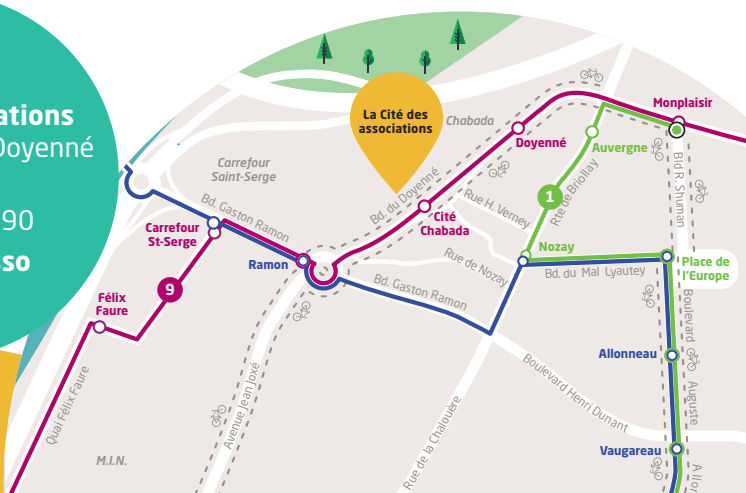 ations
Doyenné
90
sso
La Cité des
associations
Chabada
Monplaisir
Doyenné
Auvergne
Carrefour
Saint-Serge
Bd. du Doyenné
Bd. Gaston Ramon
Rue H. Verney
Rte de Briollay
1
Bld R. Shuman
Cité
Chabada
Carrefour
St-Serge
Nozay
Ramon
Rue de Nozay
Bd. du Mal Lyautey
Place de
l'Europe
Bd. Gaston Ramon
9
Félix
Faure
Quai Félix Faure
Avenue Jean Joxé
Allonneau
Boulevard Auguste Allon
Boulevard Henri Dunant
Rue de la Chalouère
Vaugareau
M.I.N.